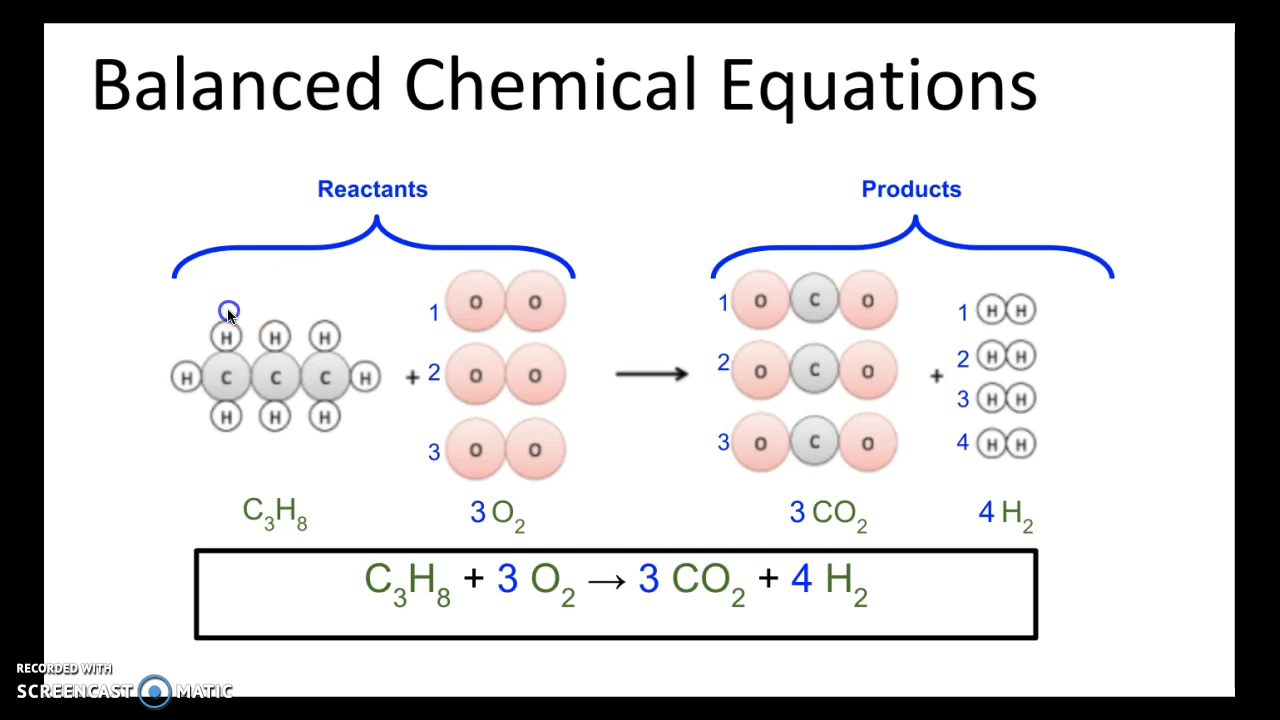 Balanced Chemical Equations
Reactants
Products
H H H
H C C C H
H H H
+
1 O O
2 O O
3 O O
1 O C O
2 O C O
3 O C O
+
1 H H
2 H H
3 H H
4 H H
C₃H₈
3 O₂
3 CO₂
4 H₂
C₃H₈ + 3 O₂ → 3 CO₂ + 4 H₂
RECORDED WITH
SCREENCAST MATIC